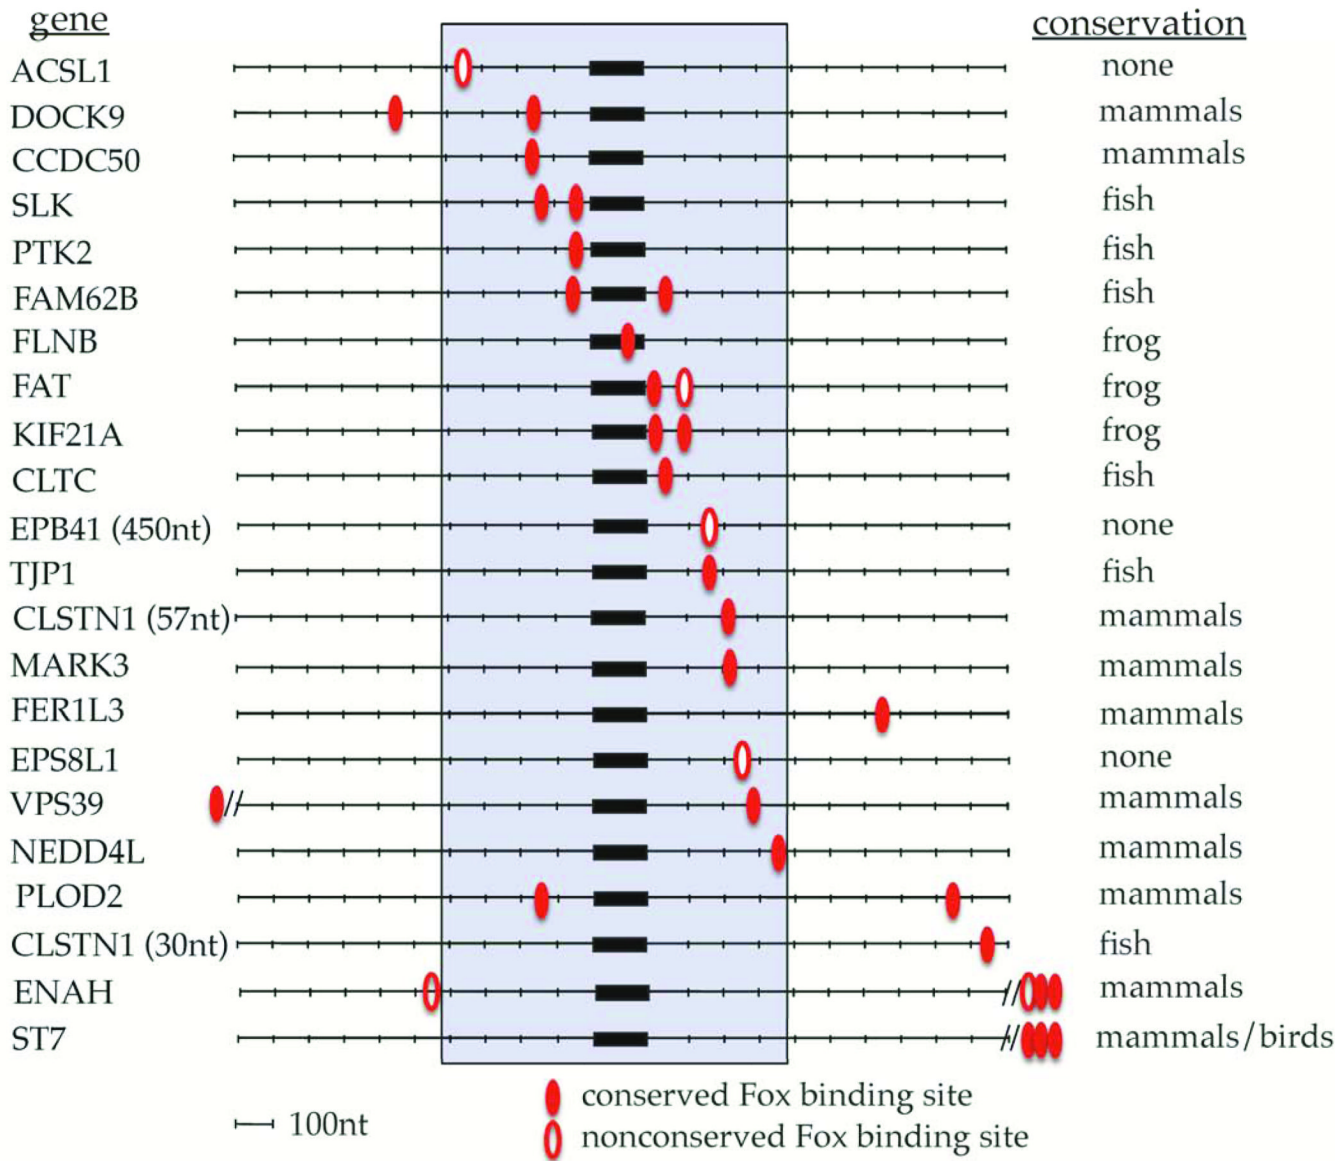 gene conservation
ACSL1 none
DOCK9 mammals
CCDC50 mammals
SLK fish
PTK2 fish
FAM62B fish
FLNB frog
FAT frog
KIF21A frog
CLTC fish
EPB41 (450nt) none
TJP1 fish
CLSTN1 (57nt) mammals
MARK3 mammals
FER1L3 mammals
EPS8L1 none
VPS39 // mammals
NEDD4L mammals
PLOD2 mammals
CLSTN1 (30nt) fish
ENAH // mammals
ST7 // mammals/birds
conserved Fox binding site
100nt
nonconserved Fox binding site